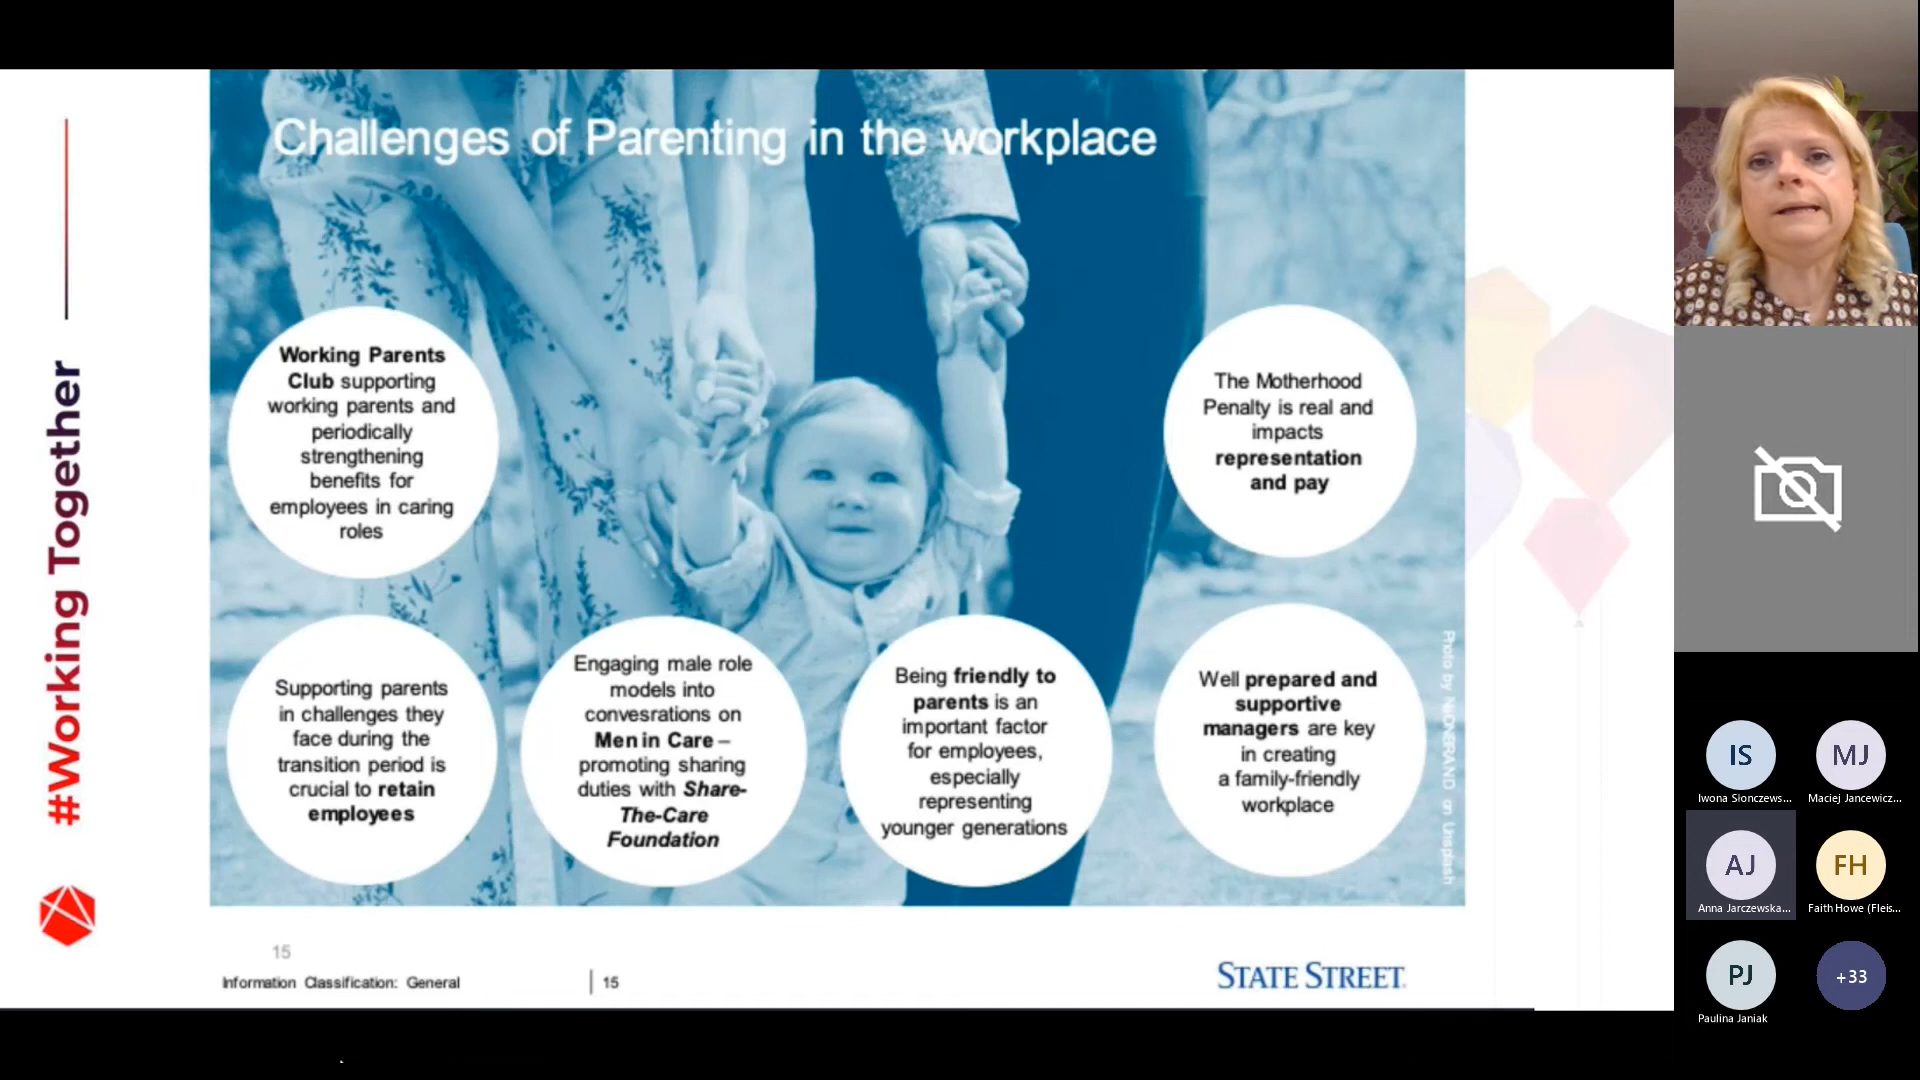 Challenges of Parenting in the workplace
#Working Together
Working Parents
Club supporting
working parents and
periodically
strengthening
benefits for
employees in caring
roles
The Motherhood
Penalty is real and
impacts
representation
and pay
Supporting parents
in challenges they
face during the
transition period is
crucial to retain
employees
Engaging male role
models into
convesrations on
Men in Care –
promoting sharing
duties with Share-
The-Care
Foundation
Being friendly to
parents is an
important factor
for employees,
especially
representing
younger generations
Well prepared and
supportive
managers are key
in creating
a family-friendly
workplace
Photo by on Unsplash
15
Information Classification: General
15
STATE STREET
IS
Iwona Słonczews...
MJ
Maciej Jancewicz...
AJ
Anna Jarczewska...
FH
Faith Howe (Fleis...
PJ
Paulina Janiak
+33